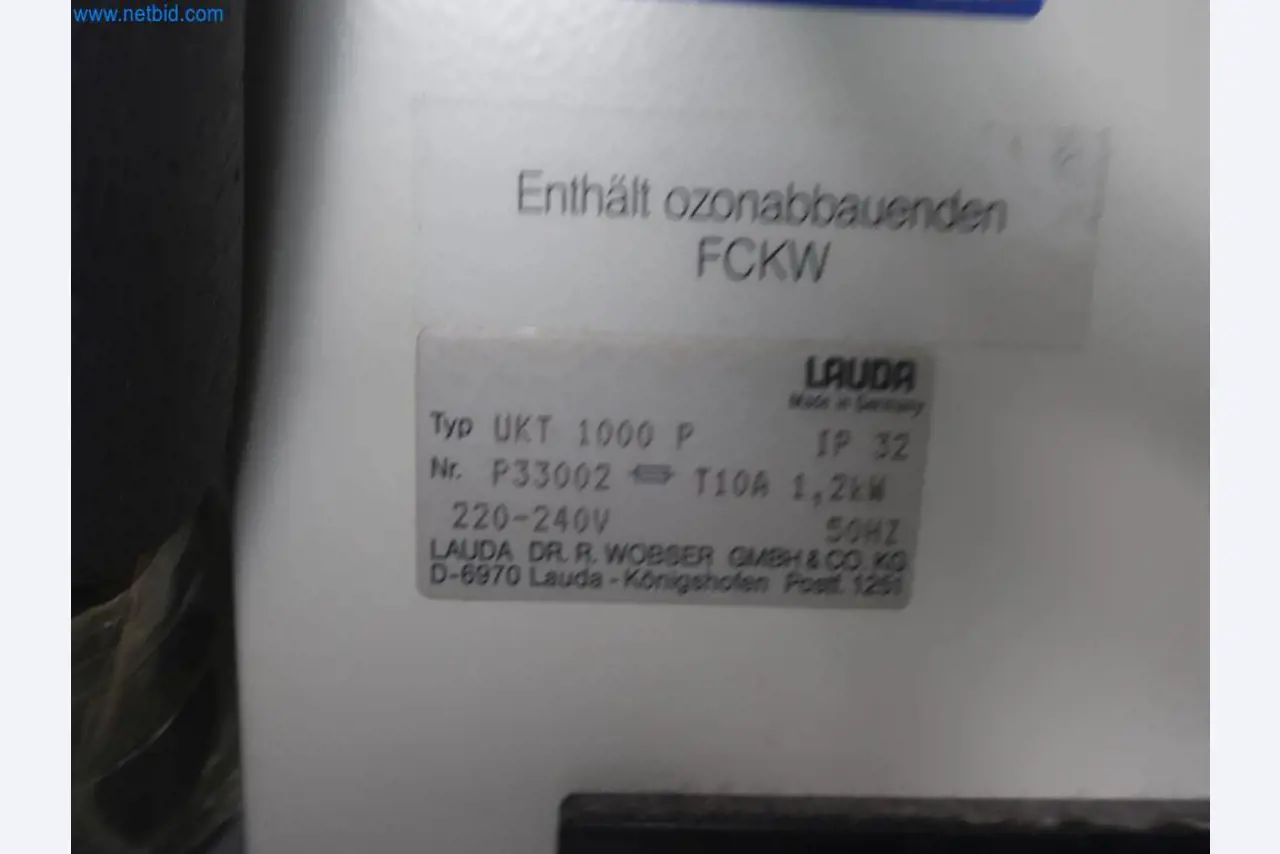 www.netbid.com
Enthält ozonabbauenden
FCKW
LAUDA
Made in Germany
Typ UKT 1000 P IP 32
Nr. P33002 T10A 1,2kW
220-240V 50HZ
LAUDA DR. R. WOBSER GMBH & CO. KG
D-6970 Lauda - Königshofen Postf. 1251